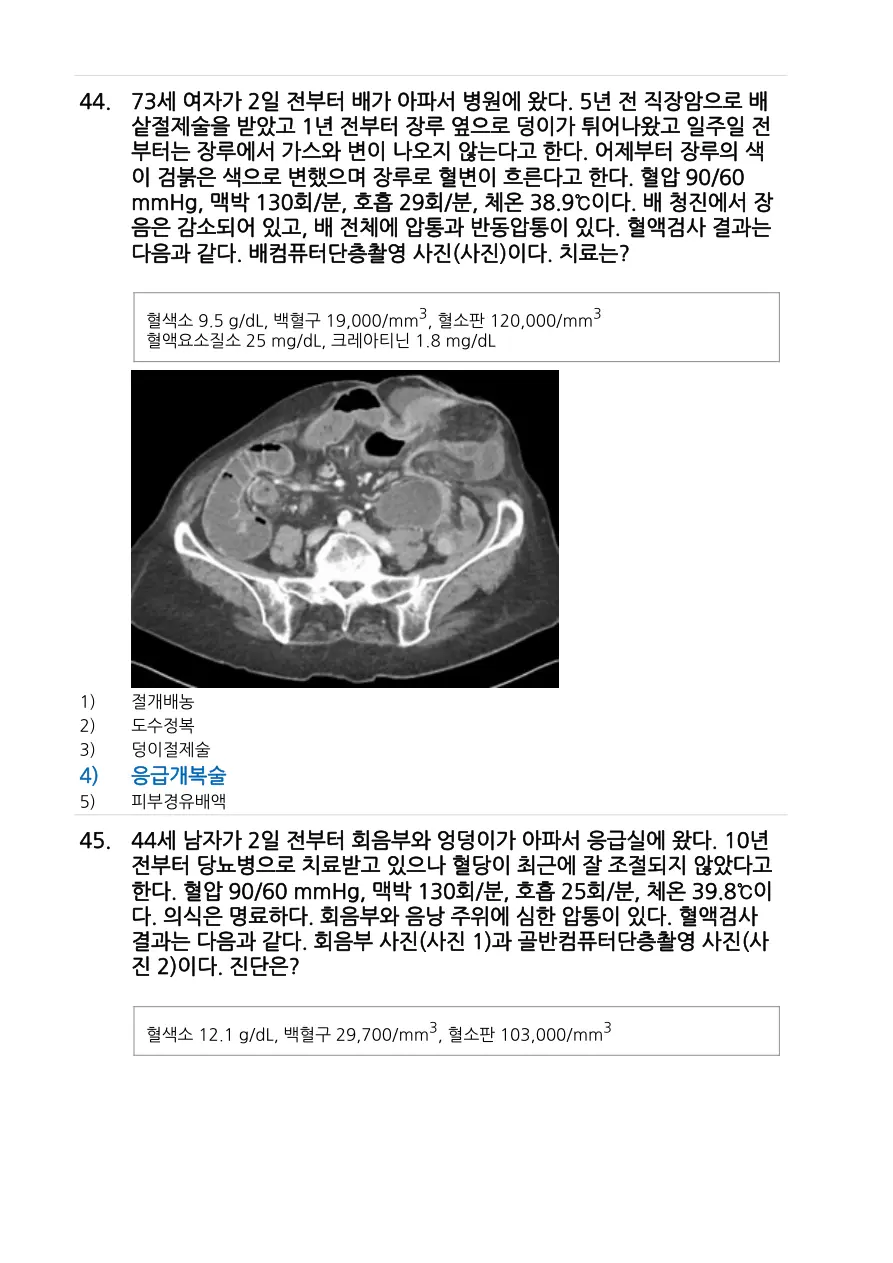 44. 73세 여자가 2일 전부터 배가 아파서 병원에 왔다. 5년 전 직장암으로 배
샅절제술을 받았고 1년 전부터 장루 옆으로 덩이가 튀어나왔고 일주일 전
부터는 장루에서 가스와 변이 나오지 않는다고 한다. 어제부터 장루의 색
이 검붉은 색으로 변했으며 장루로 혈변이 흐른다고 한다. 혈압 90/60
mmHg, 맥박 130회/분, 호흡 29회/분, 체온 38.9℃이다. 배 청진에서 장
음은 감소되어 있고, 배 전체에 압통과 반동압통이 있다. 혈액검사 결과는
다음과 같다. 배컴퓨터단층촬영 사진(사진)이다. 치료는?
혈색소 9.5 g/dL, 백혈구 19,000/mm³, 혈소판 120,000/mm³
혈액요소질소 25 mg/dL, 크레아티닌 1.8 mg/dL
1) 절개배농
2) 도수정복
3) 덩이절제술
4) 응급개복술
5) 피부경유배액
45. 44세 남자가 2일 전부터 회음부와 엉덩이가 아파서 응급실에 왔다. 10년
전부터 당뇨병으로 치료받고 있으나 혈당이 최근에 잘 조절되지 않았다고
한다. 혈압 90/60 mmHg, 맥박 130회/분, 호흡 25회/분, 체온 39.8℃이
다. 의식은 명료하다. 회음부와 음낭 주위에 심한 압통이 있다. 혈액검사
결과는 다음과 같다. 회음부 사진(사진 1)과 골반컴퓨터단층촬영 사진(사
진 2)이다. 진단은?
혈색소 12.1 g/dL, 백혈구 29,700/mm³, 혈소판 103,000/mm³